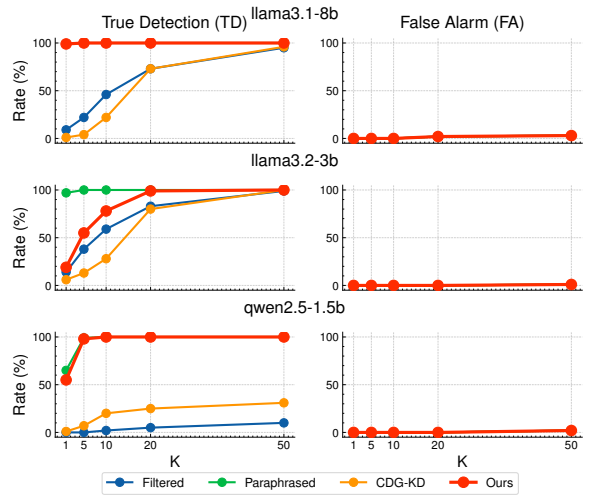 llama3.1-8b
True Detection (TD)
False Alarm (FA)
Rate (%)
100
50
0
100
50
0
llama3.2-3b
Rate (%)
100
50
0
100
50
0
qwen2.5-1.5b
Rate (%)
100
50
0
1 5 10 20 50
K
100
50
0
1 5 10 20 50
K
Filtered Paraphrased CDG-KD Ours